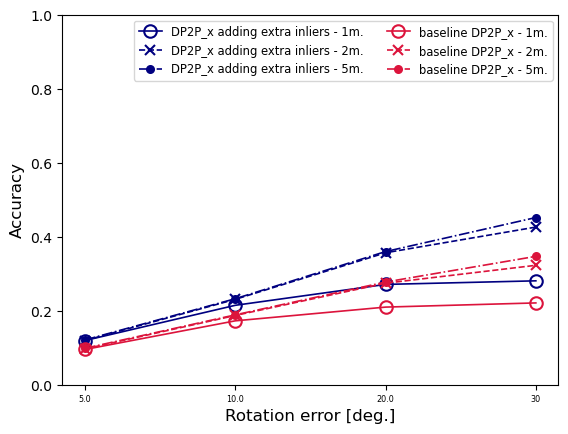 DP2P_x adding extra inliers - 1m.
DP2P_x adding extra inliers - 2m.
DP2P_x adding extra inliers - 5m.
baseline DP2P_x - 1m.
baseline DP2P_x - 2m.
baseline DP2P_x - 5m.
Accuracy
1.0
0.8
0.6
0.4
0.2
0.0
5.0
10.0
20.0
30
Rotation error [deg.]